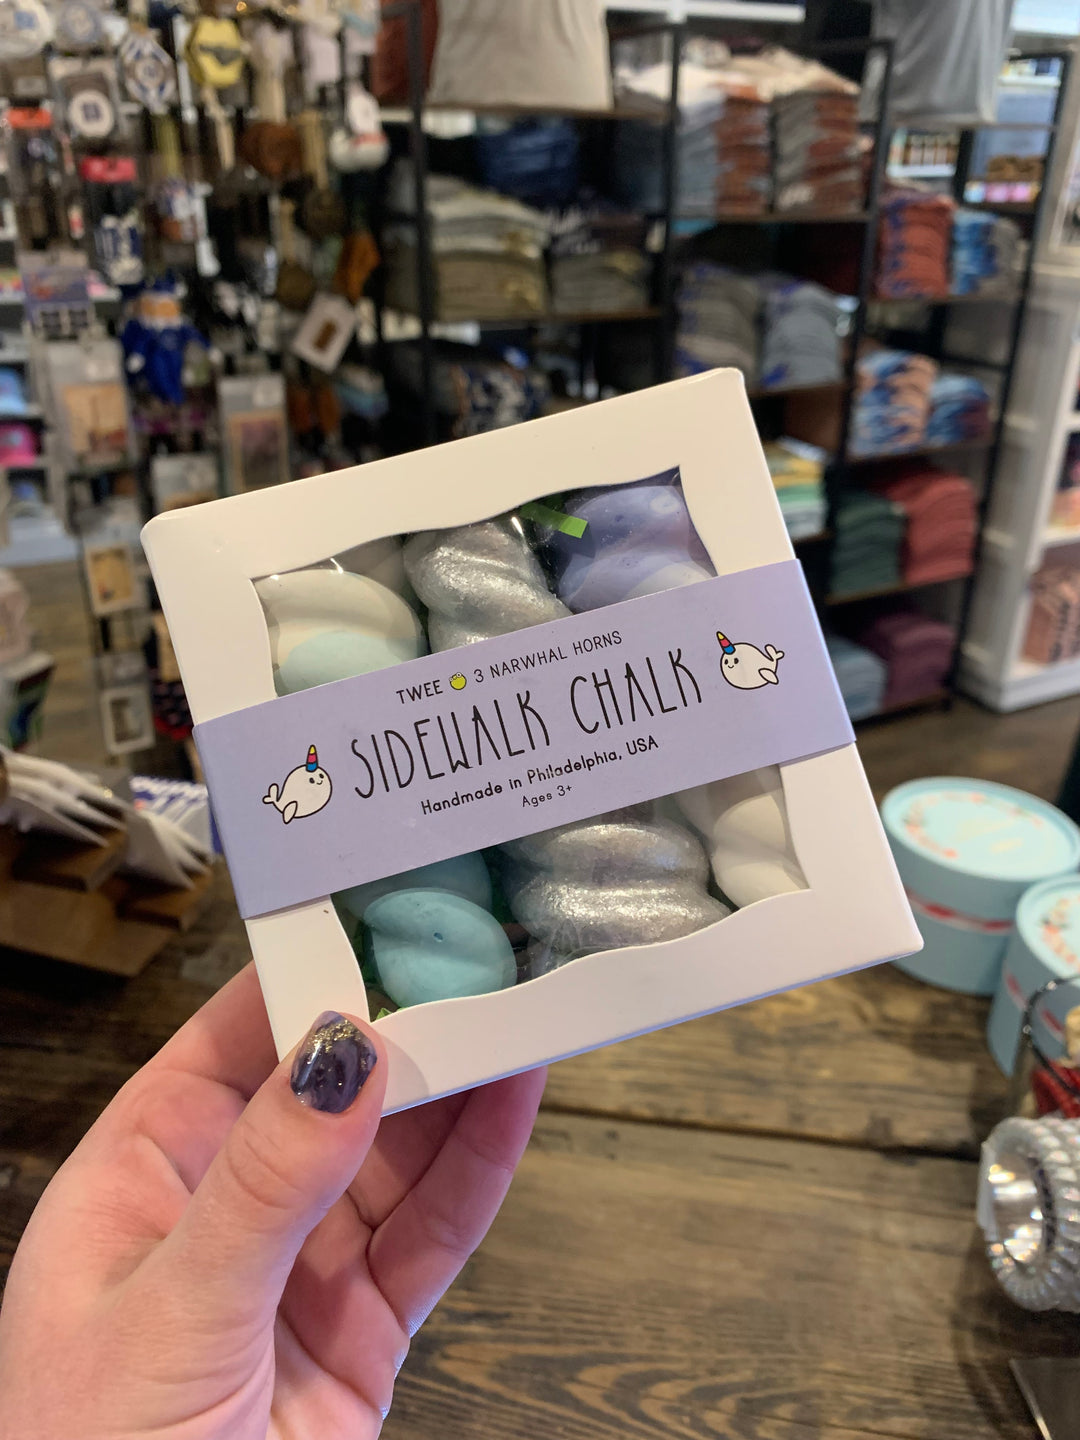 TWEE 3 NARWHAL HORNS
SIDEWALK CHALK
Handmade in Philadelphia, USA
Ages 3+